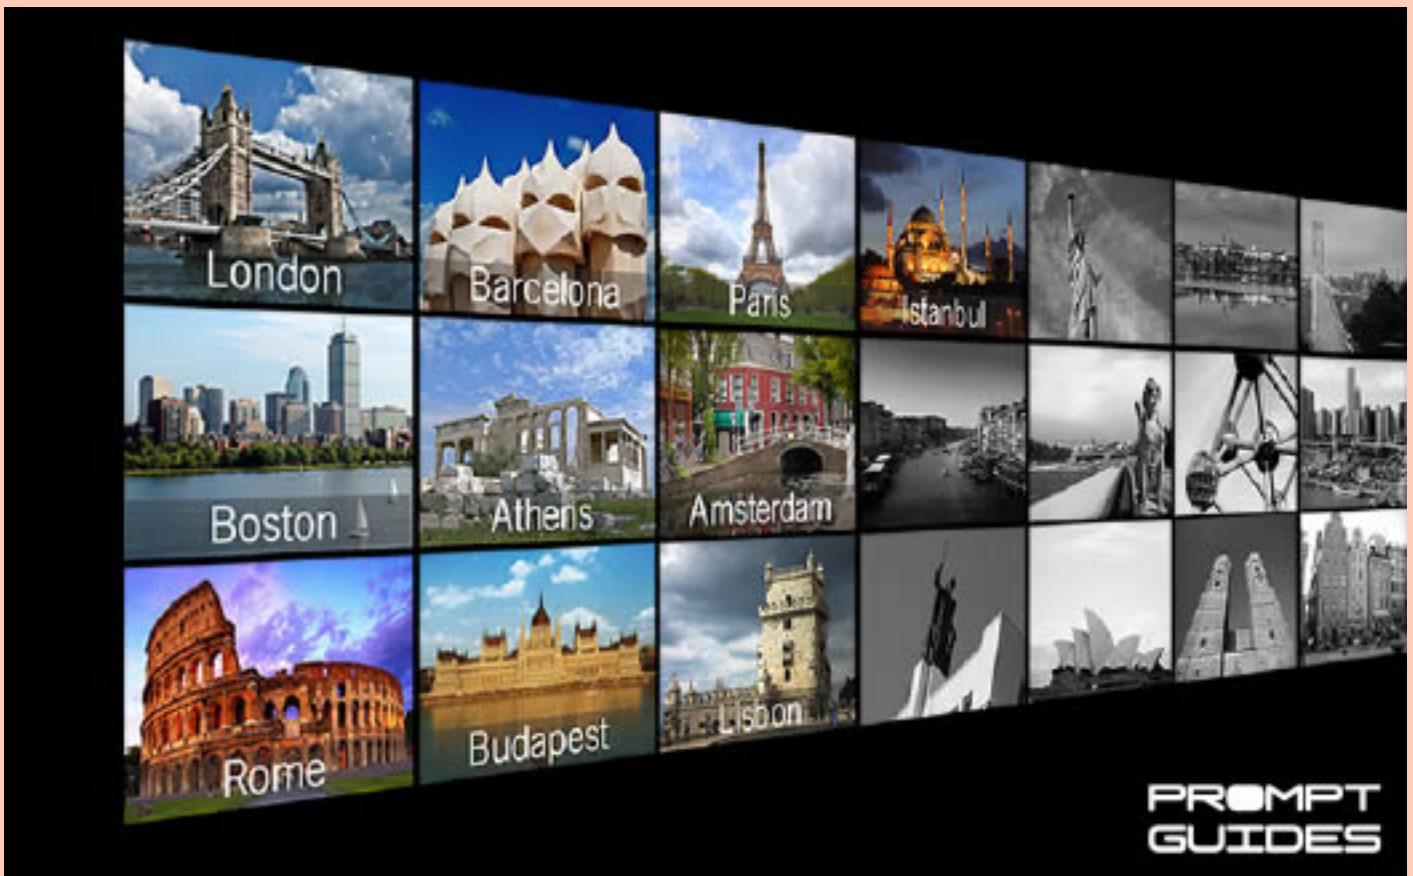 London
Barcelona
Paris
Istanbul
Boston
Athens
Amsterdam
Rome
Budapest
Lisbon
PROMPT
GUIDES